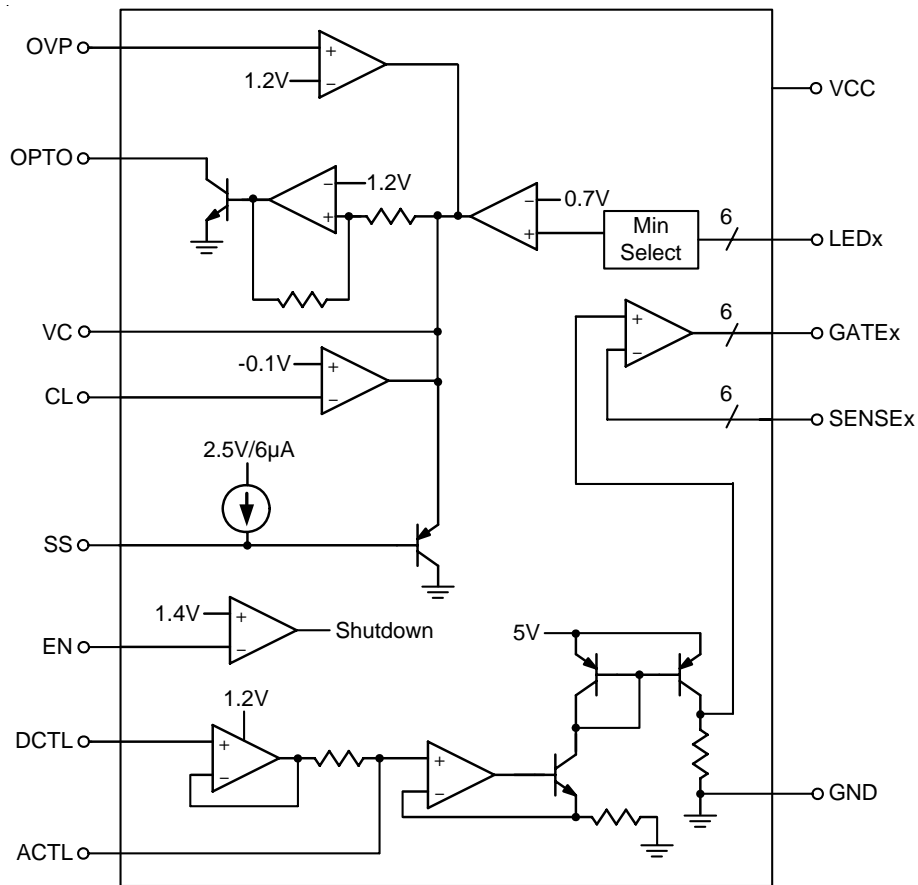 OVP
+
1.2V
−
VCC
OPTO
−
1.2V
+
−
0.7V
+
Min
Select
6
LEDx
+
−
6
GATEx
VC
-0.1V
+
−
CL
6
SENSEx
2.5V/6µA
SS
1.4V
+
−
Shutdown
EN
5V
1.2V
DCTL
+
−
+
−
GND
ACTL